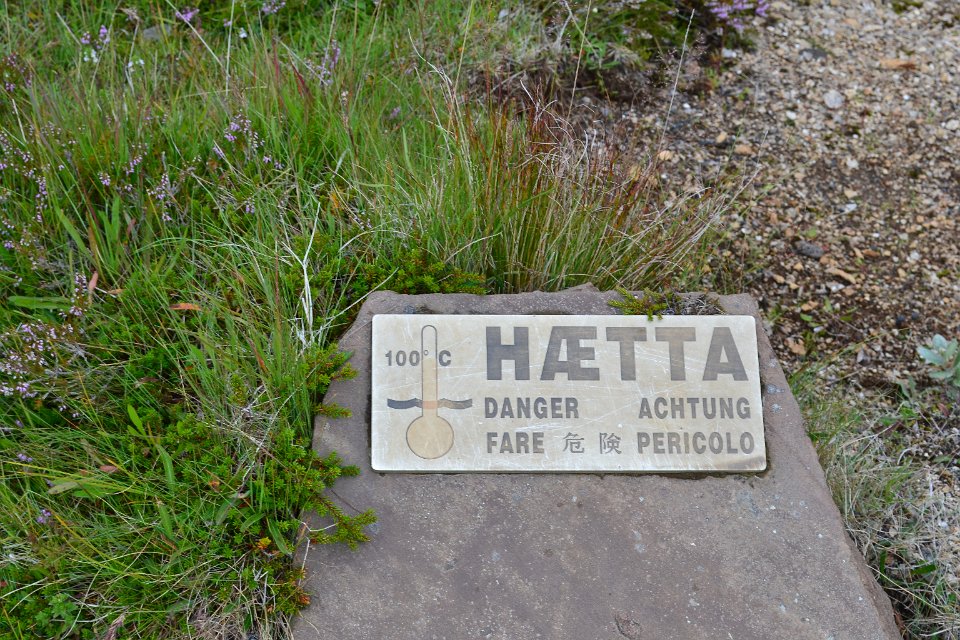 100°C
HÆTTA
DANGER ACHTUNG
FARE 危険 PERICOLO